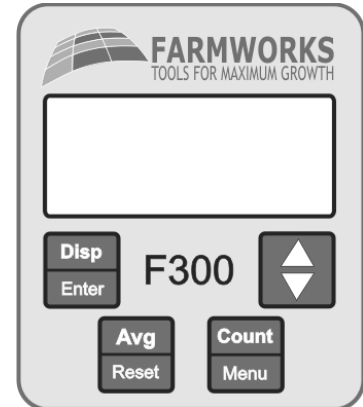 FARMWORKS
TOOLS FOR MAXIMUM GROWTH
Disp
Enter
F300
Avg
Reset
Count
Menu